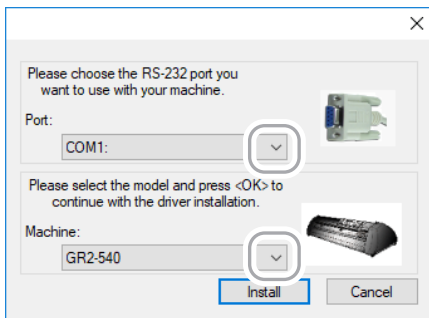 Please choose the RS-232 port you
want to use with your machine.
Port:
COM1:
Please select the model and press <OK> to
continue with the driver installation.
Machine:
GR2-540
Install
Cancel